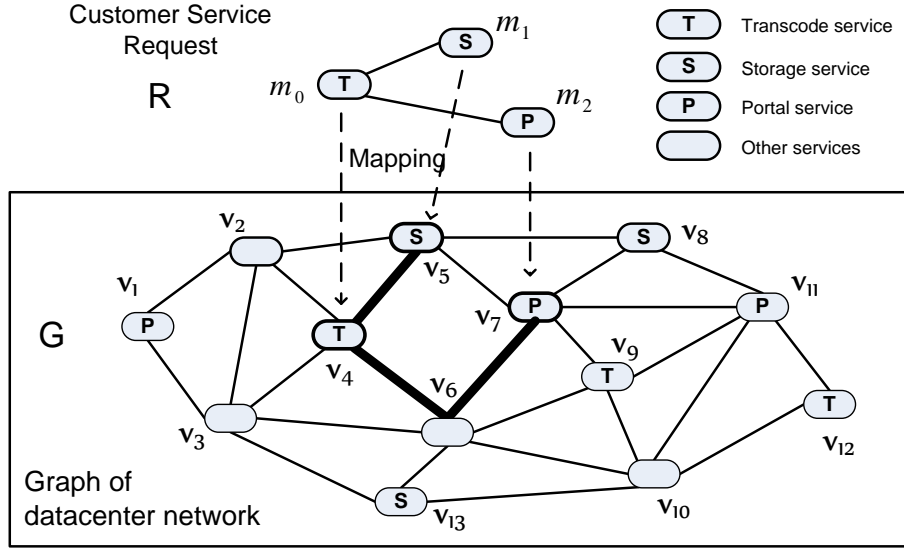 Customer Service
Request
R
S
m1
T
m0
P
m2
Mapping
T Transcode service
S Storage service
P Portal service
Other services
G
v1
P
v2
v3
T
v4
S
v5
v6
P
v7
S
v8
v9
T
v10
P
v11
T
v12
S
v13
Graph of
datacenter network